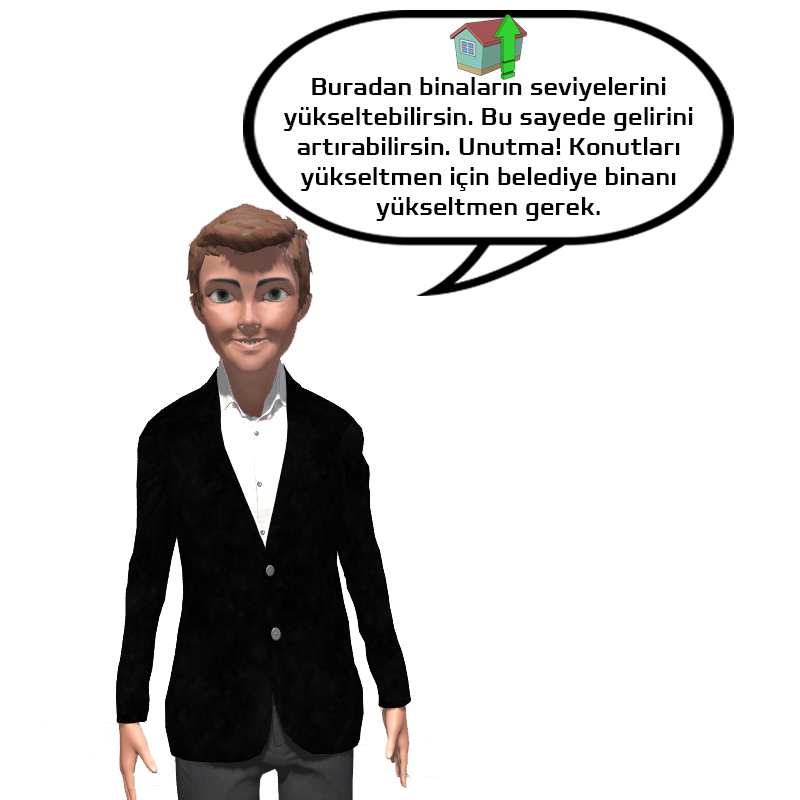 Buradan binaların seviyelerini
yükseltebilirsin. Bu sayede gelirini
artırabilirsin. Unutma! Konutları
yükseltmen için belediye binanı
yükseltmen gerek.